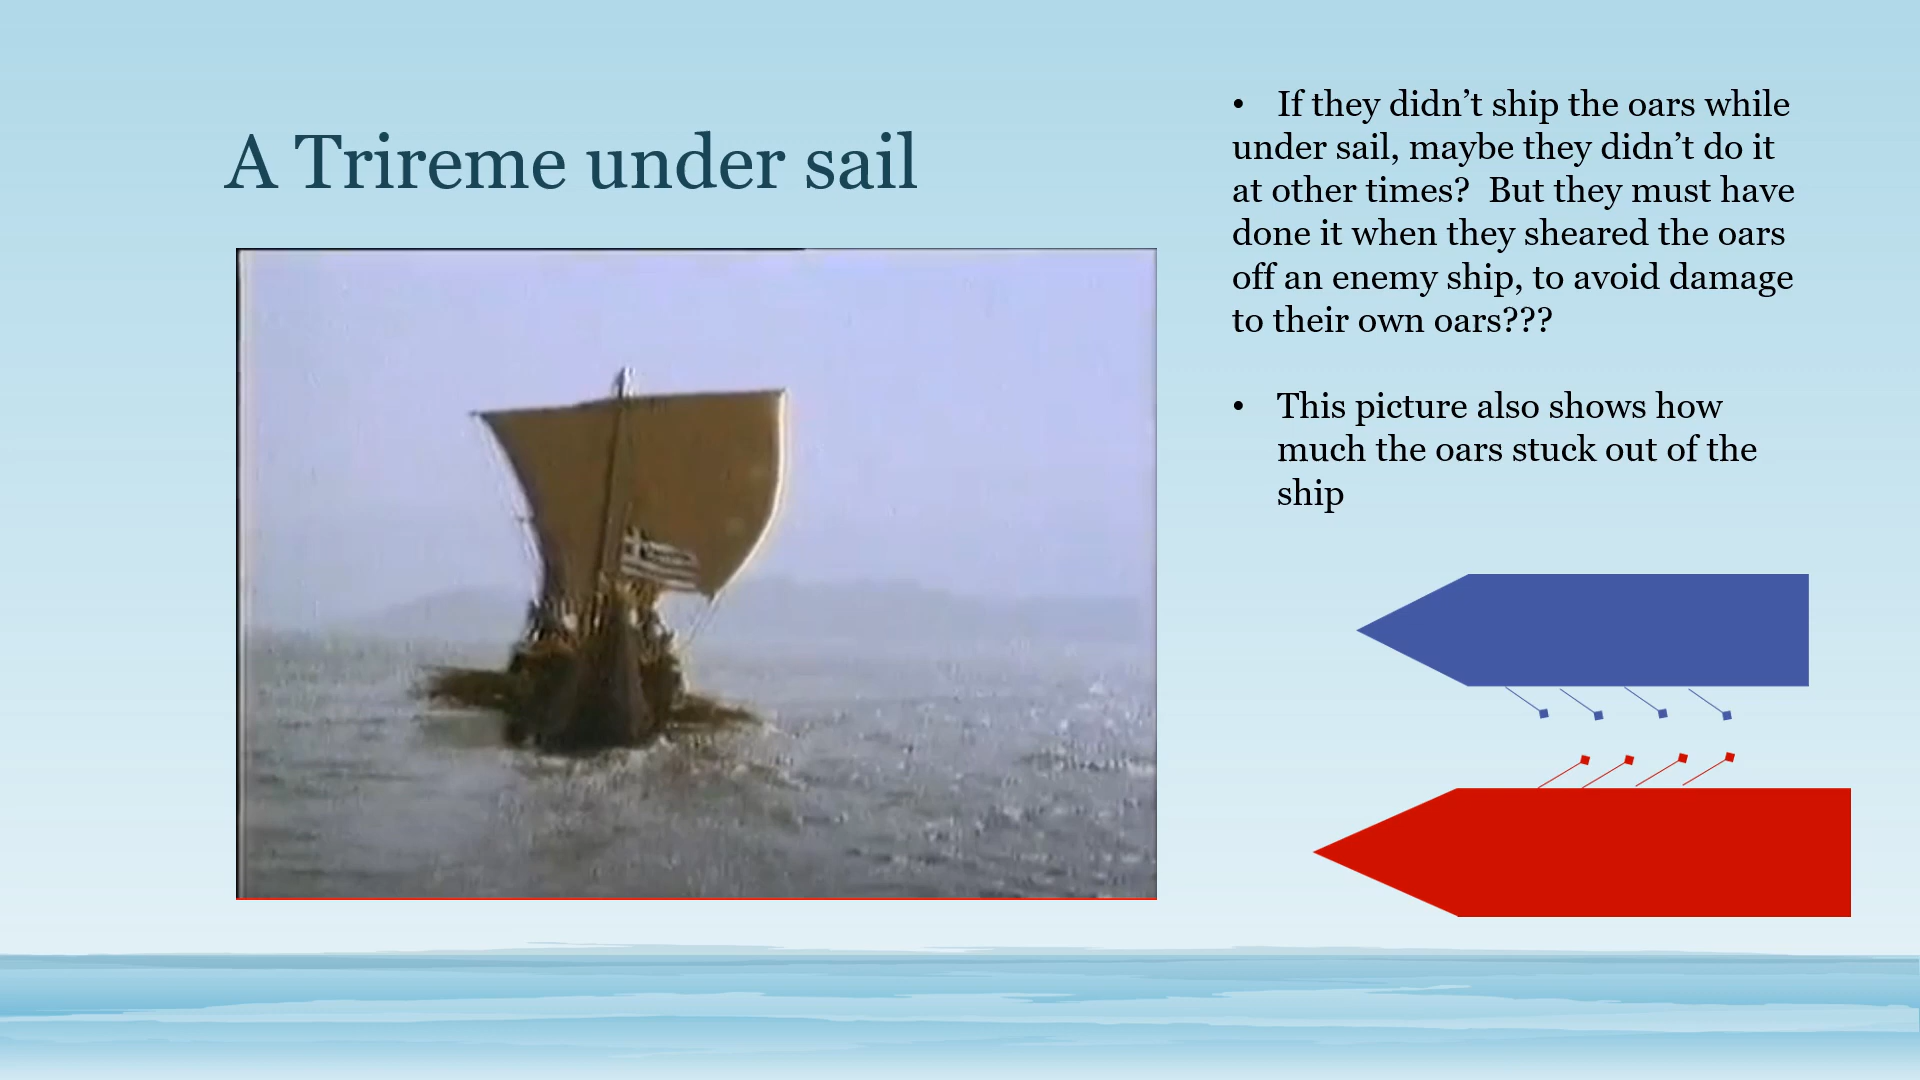 A Trireme under sail
• If they didn’t ship the oars while
under sail, maybe they didn’t do it
at other times?  But they must have
done it when they sheared the oars
off an enemy ship, to avoid damage
to their own oars???
• This picture also shows how
much the oars stuck out of the
ship